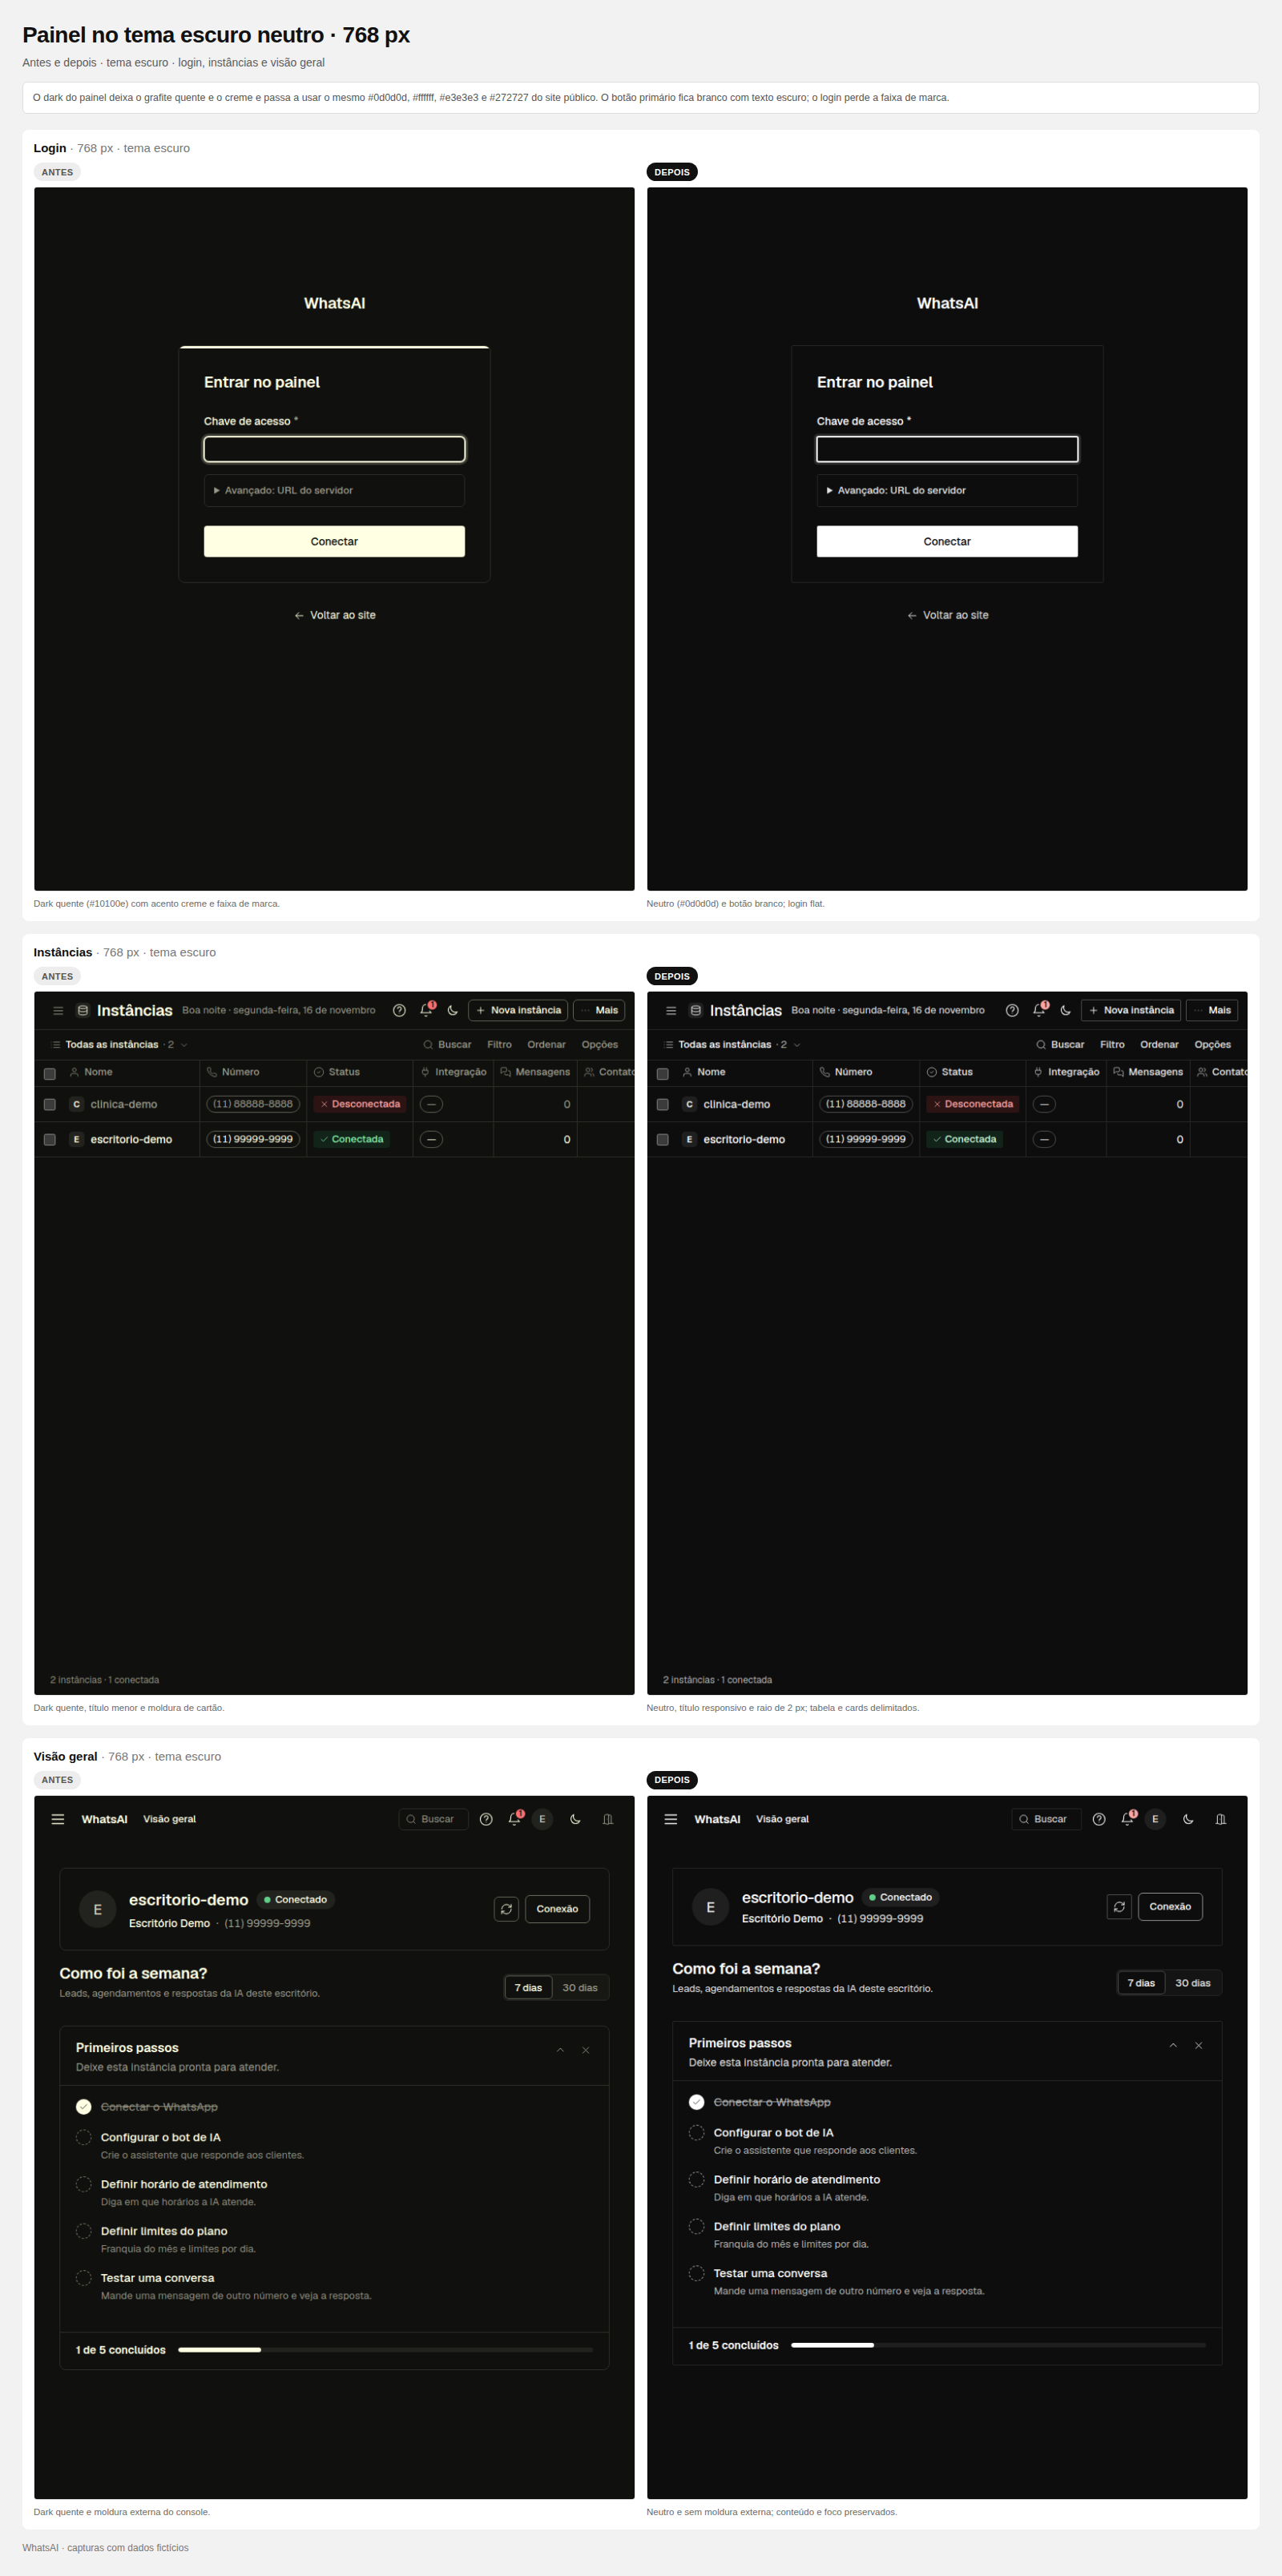 Painel no tema escuro neutro · 768 px
Antes e depois · tema escuro · login, instâncias e visão geral
O dark do painel deixa o grafite quente e o creme e passa a usar o mesmo #0d0d0d, #ffffff, #e3e3e3 e #272727 do site público. O botão primário fica branco com texto escuro; o login perde a faixa de marca.
Login · 768 px · tema escuro
ANTES
WhatsAI
Entrar no painel
Chave de acesso *
Avançado: URL do servidor
Conectar
Voltar ao site
Dark quente (#10100e) com acento creme e faixa de marca.
DEPOIS
WhatsAI
Entrar no painel
Chave de acesso *
Avançado: URL do servidor
Conectar
Voltar ao site
Neutro (#0d0d0d) e botão branco; login flat.
Instâncias · 768 px · tema escuro
ANTES
Instâncias Boa noite · segunda-feira, 16 de novembro 1 Nova instância Mais
Todas as instâncias · 2 Buscar Filtro Ordenar Opções
Nome Número Status Integração Mensagens Contato
C clinica-demo (11) 88888-8888 Desconectada — 0
E escritorio-demo (11) 99999-9999 Conectada — 0
2 instâncias · 1 conectada
Dark quente, título menor e moldura de cartão.
DEPOIS
Instâncias Boa noite · segunda-feira, 16 de novembro 1 Nova instância Mais
Todas as instâncias · 2 Buscar Filtro Ordenar Opções
Nome Número Status Integração Mensagens Contato
C clinica-demo (11) 88888-8888 Desconectada — 0
E escritorio-demo (11) 99999-9999 Conectada — 0
2 instâncias · 1 conectada
Neutro, título responsivo e raio de 2 px; tabela e cards delimitados.
Visão geral · 768 px · tema escuro
ANTES
WhatsAI Visão geral Buscar 1 E
E escritorio-demo Conectado Conexão
Escritório Demo · (11) 99999-9999
Como foi a semana?
Leads, agendamentos e respostas da IA deste escritório.
7 dias 30 dias
Primeiros passos
Deixe esta instância pronta para atender.
Conectar o WhatsApp
Configurar o bot de IA
Crie o assistente que responde aos clientes.
Definir horário de atendimento
Diga em que horários a IA atende.
Definir limites do plano
Franquia do mês e limites por dia.
Testar uma conversa
Mande uma mensagem de outro número e veja a resposta.
1 de 5 concluídos
Dark quente e moldura externa do console.
DEPOIS
WhatsAI Visão geral Buscar 1 E
E escritorio-demo Conectado Conexão
Escritório Demo · (11) 99999-9999
Como foi a semana?
Leads, agendamentos e respostas da IA deste escritório.
7 dias 30 dias
Primeiros passos
Deixe esta instância pronta para atender.
Conectar o WhatsApp
Configurar o bot de IA
Crie o assistente que responde aos clientes.
Definir horário de atendimento
Diga em que horários a IA atende.
Definir limites do plano
Franquia do mês e limites por dia.
Testar uma conversa
Mande uma mensagem de outro número e veja a resposta.
1 de 5 concluídos
Neutro e sem moldura externa; conteúdo e foco preservados.
WhatsAI · capturas com dados fictícios